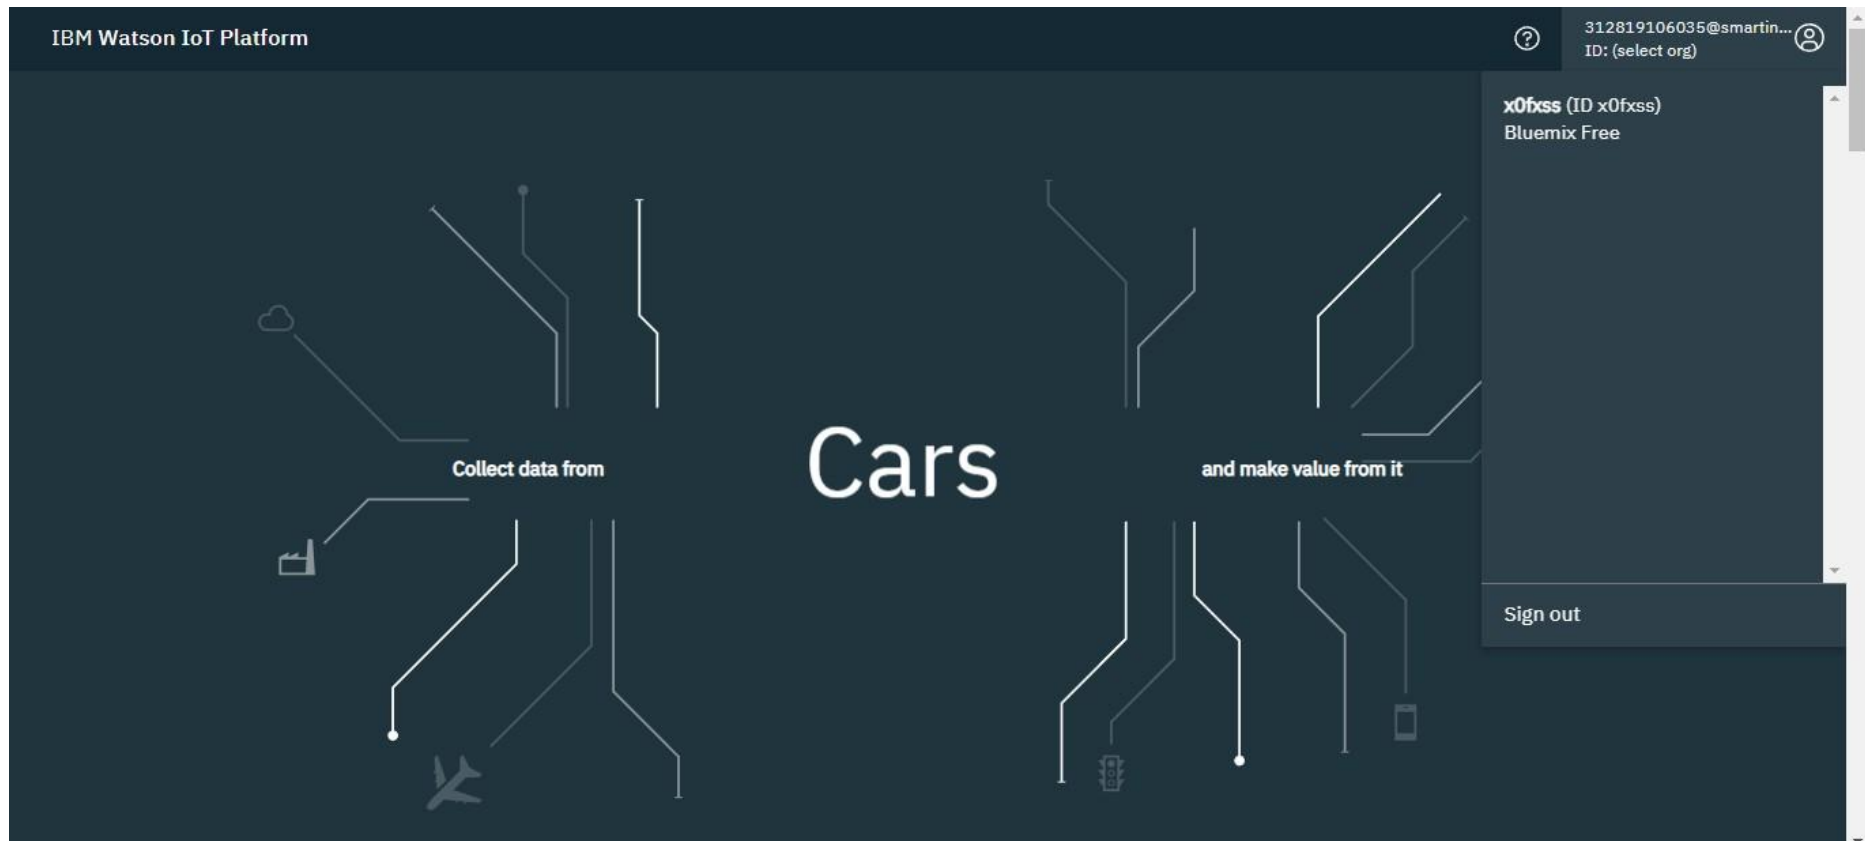 IBM Watson IoT Platform
312819106035@smartin...
ID: (select org)
x0fxss (ID x0fxss)
Bluemix Free
Collect data from
Cars
and make value from it
Sign out